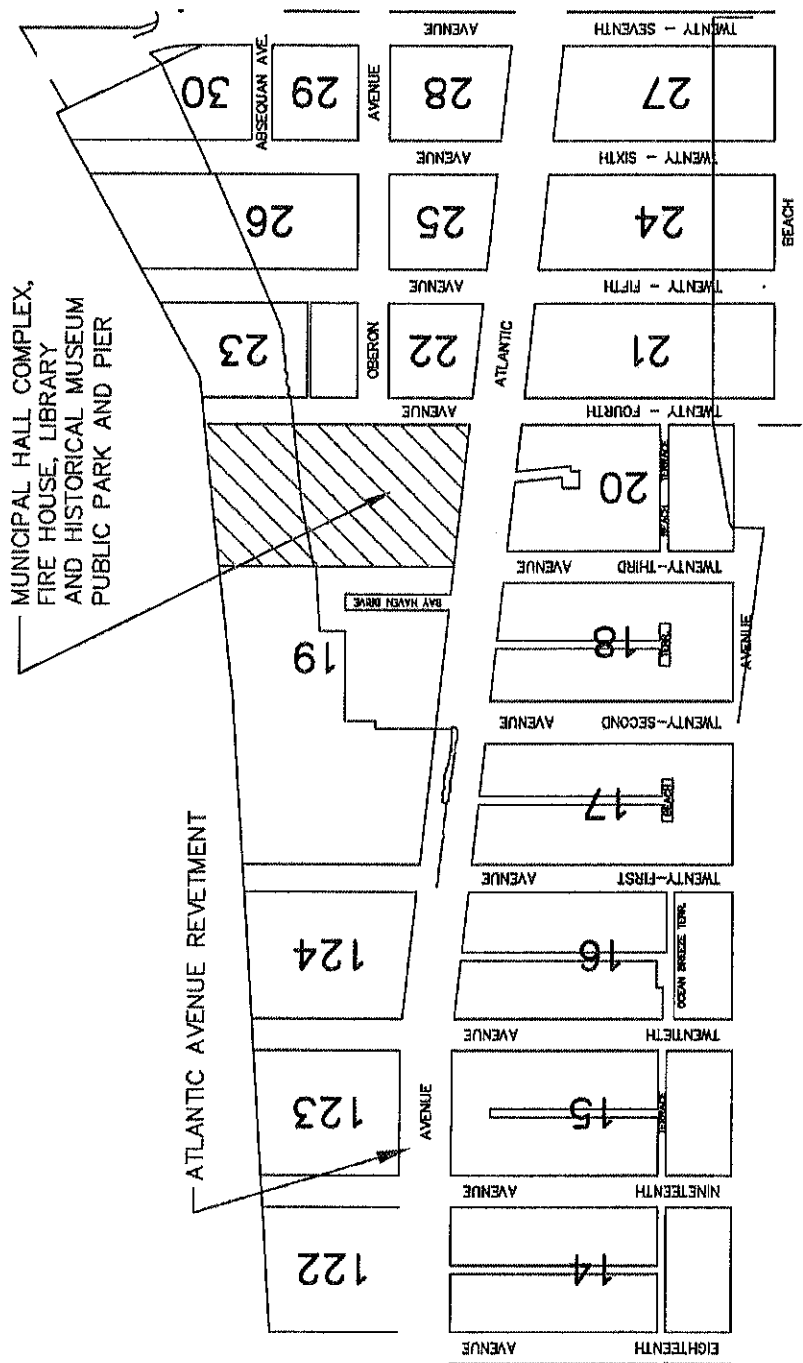 MUNICIPAL HALL COMPLEX,
FIRE HOUSE, LIBRARY
AND HISTORICAL MUSEUM
PUBLIC PARK AND PIER
ATLANTIC AVENUE REVETMENT
30
ABSEQUAN AVE.
29
AVENUE
28
AVENUE
27
TWENTY - SEVENTH
26
25
AVENUE
24
TWENTY - SIXTH
BEACH
23
OBERON
22
AVENUE
ATLANTIC
21
TWENTY - FIFTH
AVENUE
TWENTY - FOURTH
20
BEACH TERRACE
19
BAY HAVEN DRIVE
AVENUE
TWENTY-THIRD
18
TERR.
AVENUE
AVENUE
TWENTY-SECOND
17
BEACH
AVENUE
TWENTY-FIRST
124
16
OCEAN BREEZE TERR.
AVENUE
TWENTIETH
123
AVENUE
15
TERRACE
AVENUE
NINETEENTH
122
14
AVENUE
EIGHTEENTH